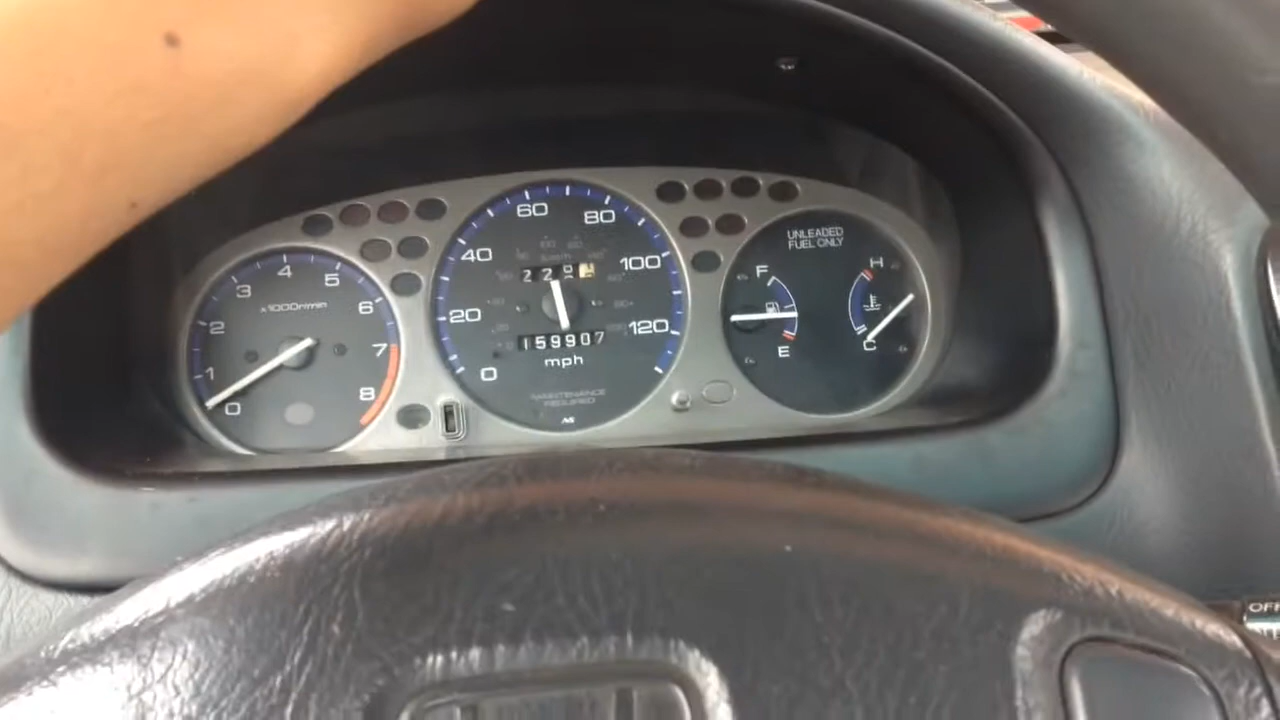 4
3
5
x1000r/min
2
6
1
7
0
8
60
80
40
100
20
120
0
159907
mph
MAINTENANCE
REQUIRED
UNLEADED
FUEL ONLY
F
E
H
C
OFF